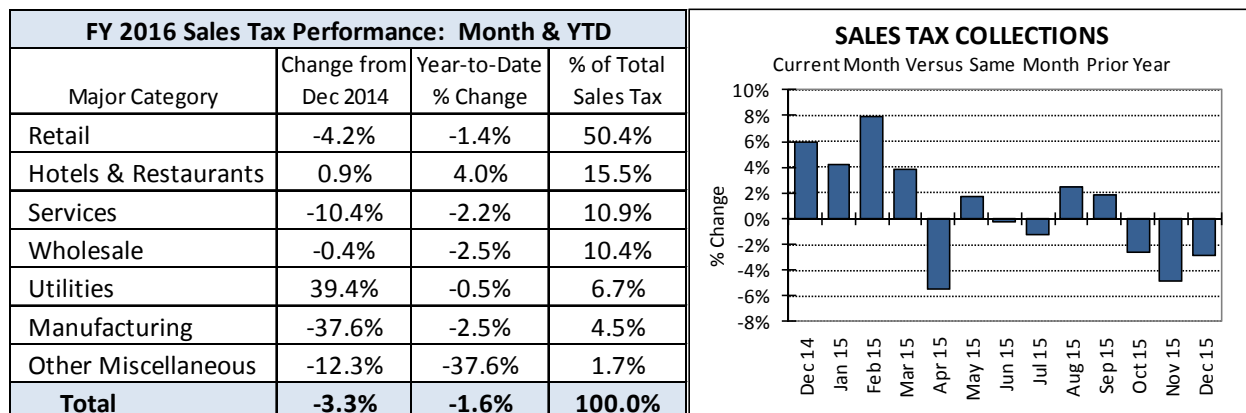 FY 2016 Sales Tax Performance: Month & YTD
Major Category Change from Dec 2014 Year-to-Date % Change % of Total Sales Tax
Retail -4.2% -1.4% 50.4%
Hotels & Restaurants 0.9% 4.0% 15.5%
Services -10.4% -2.2% 10.9%
Wholesale -0.4% -2.5% 10.4%
Utilities 39.4% -0.5% 6.7%
Manufacturing -37.6% -2.5% 4.5%
Other Miscellaneous -12.3% -37.6% 1.7%
Total -3.3% -1.6% 100.0%
SALES TAX COLLECTIONS
Current Month Versus Same Month Prior Year
% Change
10%
8%
6%
4%
2%
0%
-2%
-4%
-6%
-8%
Dec 14
Jan 15
Feb 15
Mar 15
Apr 15
May 15
Jun 15
Jul 15
Aug 15
Sep 15
Oct 15
Nov 15
Dec 15